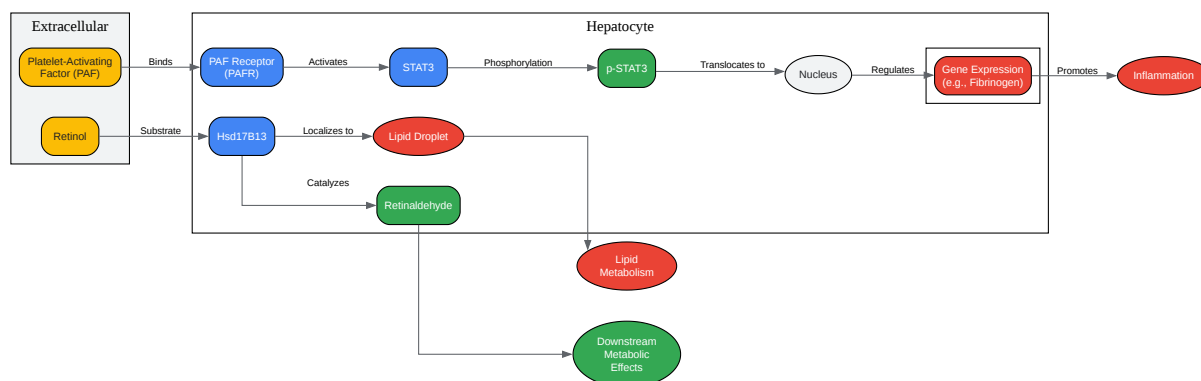 Extracellular
Hepatocyte
Platelet-Activating
Factor (PAF)
Binds
PAF Receptor
(PAFR)
Activates
STAT3
Phosphorylation
p-STAT3
Translocates to
Nucleus
Regulates
Gene Expression
(e.g., Fibrinogen)
Promotes
Inflammation
Retinol
Substrate
Hsd17B13
Localizes to
Lipid Droplet
Catalyzes
Retinaldehyde
Lipid
Metabolism
Downstream
Metabolic
Effects